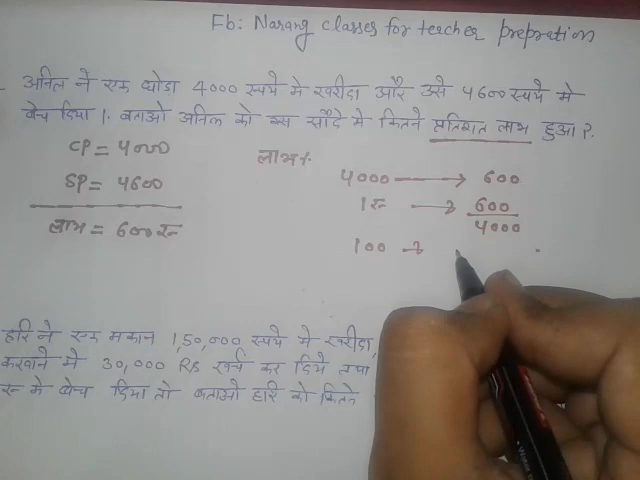 Fb: Narang classes for teacher prepration
अनिल ने एक घोडा 4000 रुपये मे खरीदा और उसे 4600 रुपये मे
बेच दिया। बताओ अनिल को इस सौदे मे कितने प्रतिशत लाभ हुआ?
CP = 4000
SP = 4600
लाभ = 600 रु
लाभ%
4000 → 600
1 रु → 600/4000
100 →
हरि ने एक मकान 1,50,000 रुपये मे खरीदा,
करवाने मे 30,000 Rs खर्च कर दिये तथा
रु मे बेच दिया तो बताओ हरि को कितने